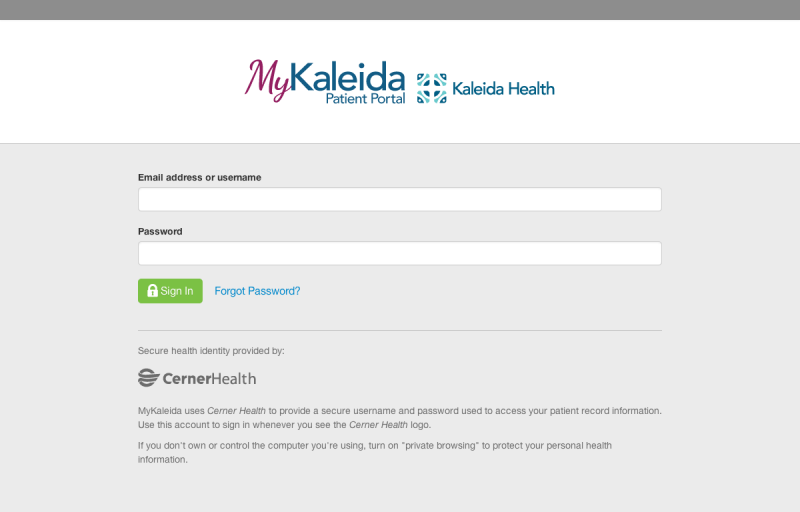 MyKaleida
Patient Portal
Kaleida Health
Email address or username
Password
Sign In
Forgot Password?
Secure health identity provided by:
CernerHealth
MyKaleida uses Cerner Health to provide a secure username and password used to access your patient record information.
Use this account to sign in whenever you see the Cerner Health logo.
If you don't own or control the computer you're using, turn on "private browsing" to protect your personal health
information.